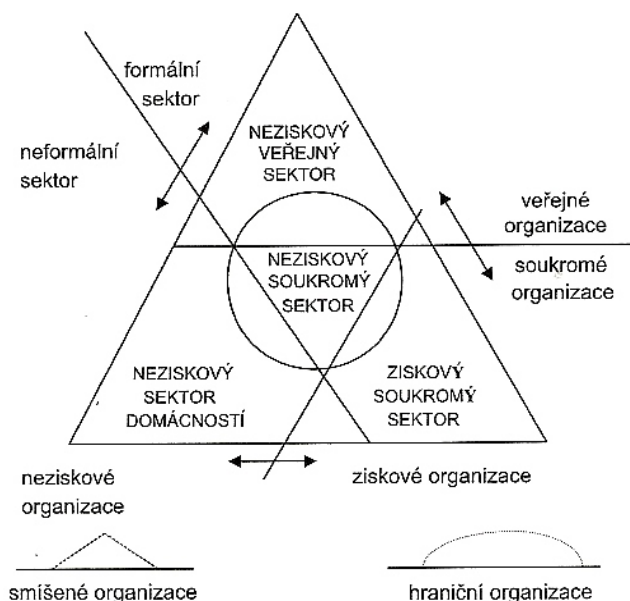 formální
sektor
neformální
sektor
NEZISKOVÝ
VEŘEJNÝ
SEKTOR
veřejné
organizace
soukromé
organizace
NEZISKOVÝ
SOUKROMÝ
SEKTOR
NEZISKOVÝ
SEKTOR
DOMÁCNOSTÍ
ZISKOVÝ
SOUKROMÝ
SEKTOR
neziskové
organizace
ziskové organizace
smíšené organizace
hraniční organizace